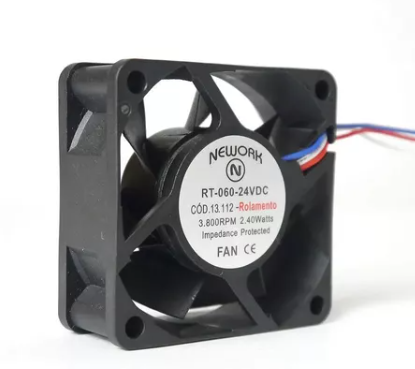 NEWORK
N
RT-060-24VDC
CÓD.13.112-Rolamento
3.800RPM 2.40Watts
Impedance Protected
FAN CE